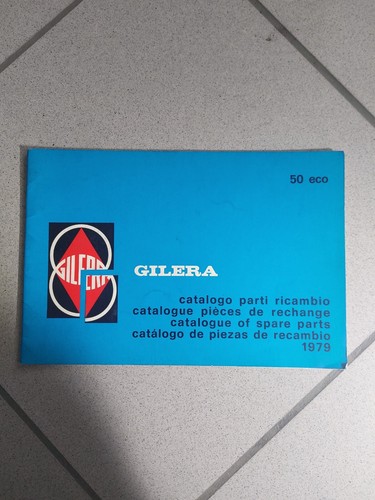 50 eco
GILERA
GILERA
catalogo parti ricambio
catalogue pièces de rechange
catalogue of spare parts
catálogo de piezas de recambio
1979